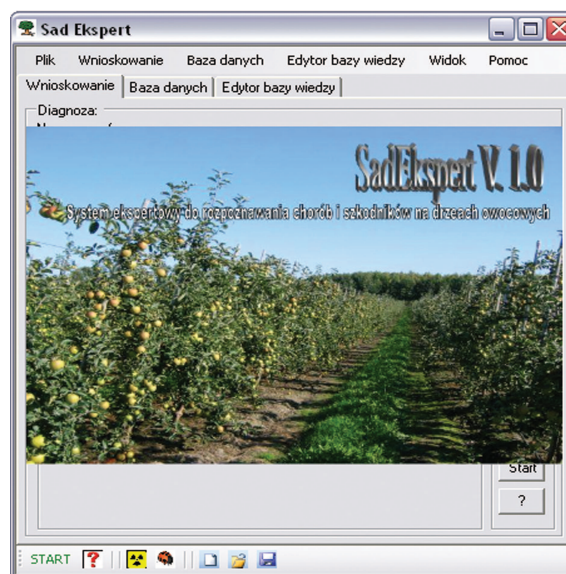 Sad Ekspert
Plik Wnioskowanie Baza danych Edytor bazy wiedzy Widok Pomoc
Wnioskowanie Baza danych Edytor bazy wiedzy
Diagnoza:
SadEkspert V. 1.0
System ekspertowy do rozpoznawania chorób i szkodników na drzeach owocowych
Start
?
START ?